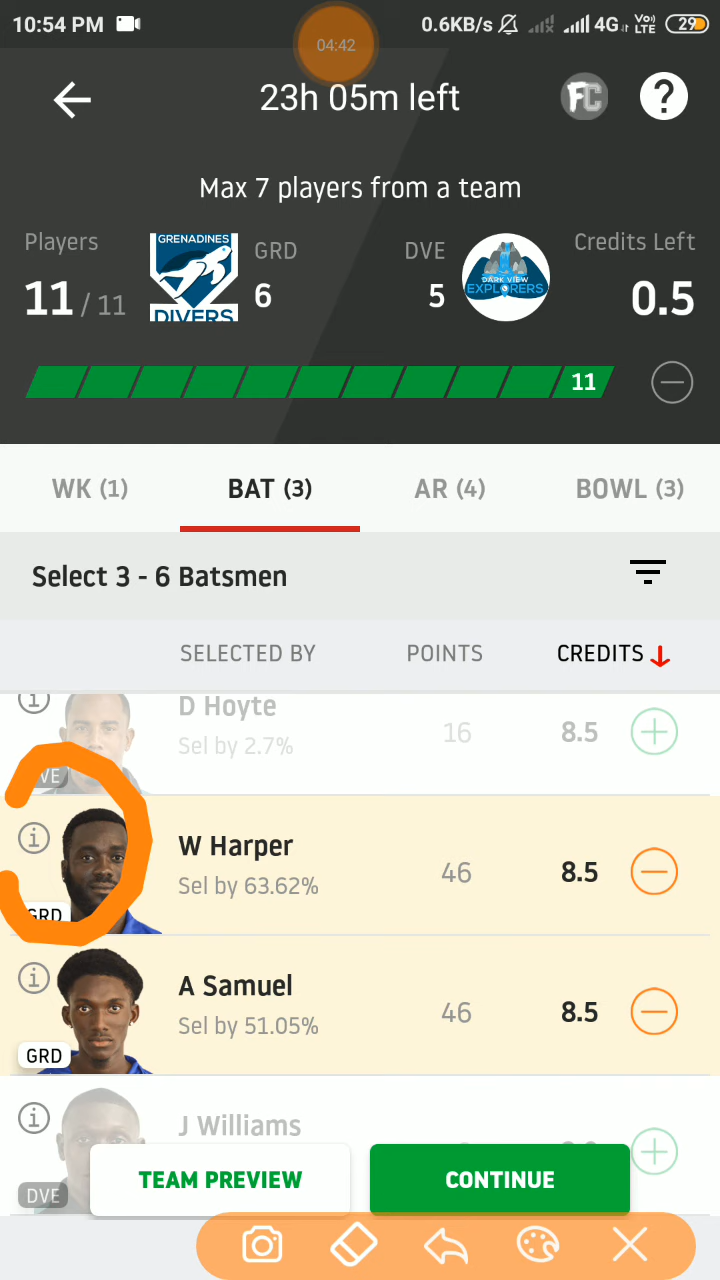 10:54 PM 0.6KB/s 4G Vo) LTE 29
04:42
23h 05m left FC ?
Max 7 players from a team
Players GRENADINES DIVERS GRD DVE DARK VIEW EXPLORERS Credits Left
11 / 11 6 5 0.5
11
WK (1) BAT (3) AR (4) BOWL (3)
Select 3 - 6 Batsmen
SELECTED BY POINTS CREDITS
D Hoyte
Sel by 2.7% 16 8.5
DVE
W Harper
Sel by 63.62% 46 8.5
GRD
A Samuel
Sel by 51.05% 46 8.5
GRD
J Williams
DVE
TEAM PREVIEW CONTINUE